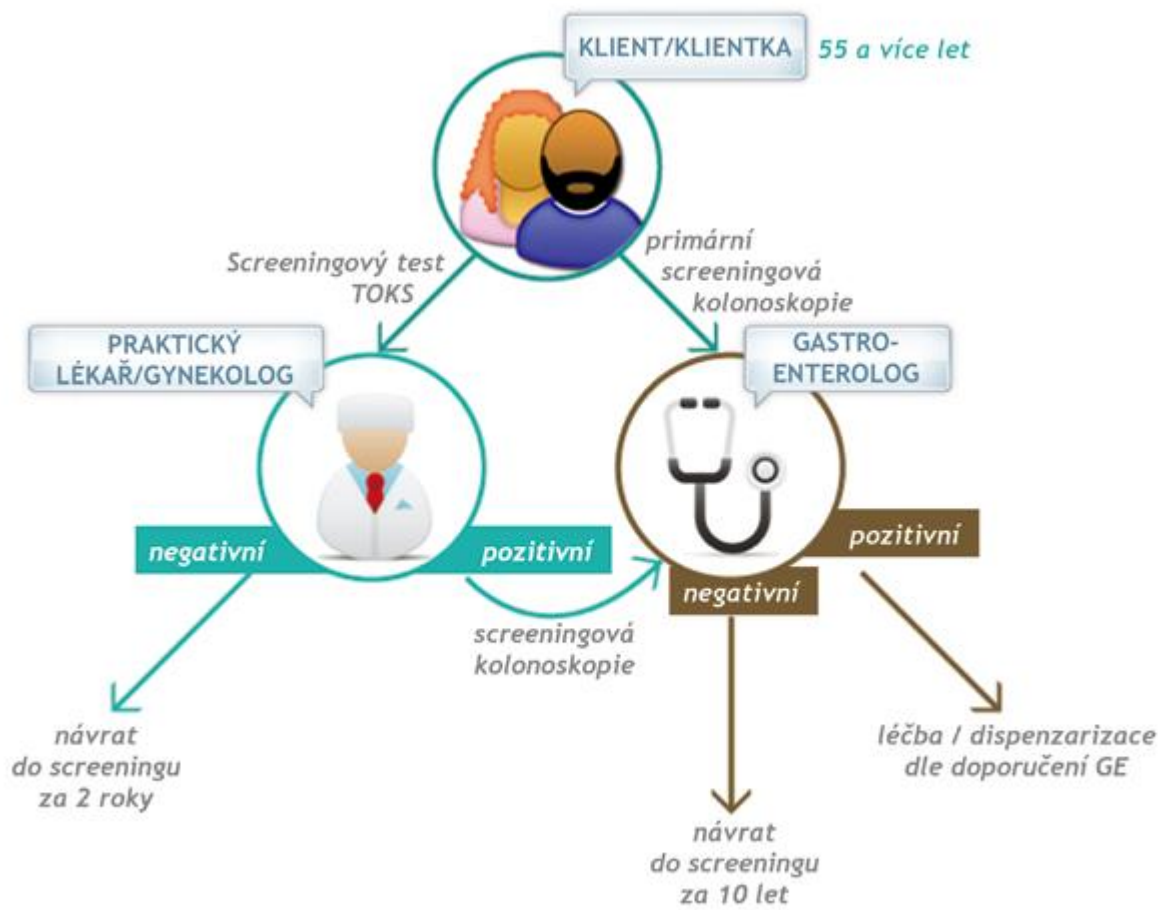 KLIENT/KLIENTKA
55 a více let
Screeningový test
TOKS
primární
screeningová
kolonoskopie
PRAKTICKÝ
LÉKAŘ/GYNEKOLOG
GASTRO-
ENTEROLOG
negativní
pozitivní
pozitivní
negativní
screeningová
kolonoskopie
návrat
do screeningu
za 2 roky
léčba / dispenzarizace
dle doporučení GE
návrat
do screeningu
za 10 let